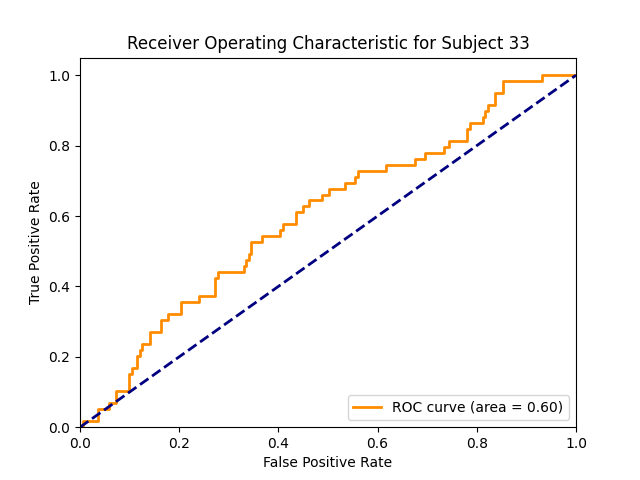 Receiver Operating Characteristic for Subject 33
True Positive Rate
1.0
0.8
0.6
0.4
0.2
0.0
0.0 0.2 0.4 0.6 0.8 1.0
False Positive Rate
ROC curve (area = 0.60)